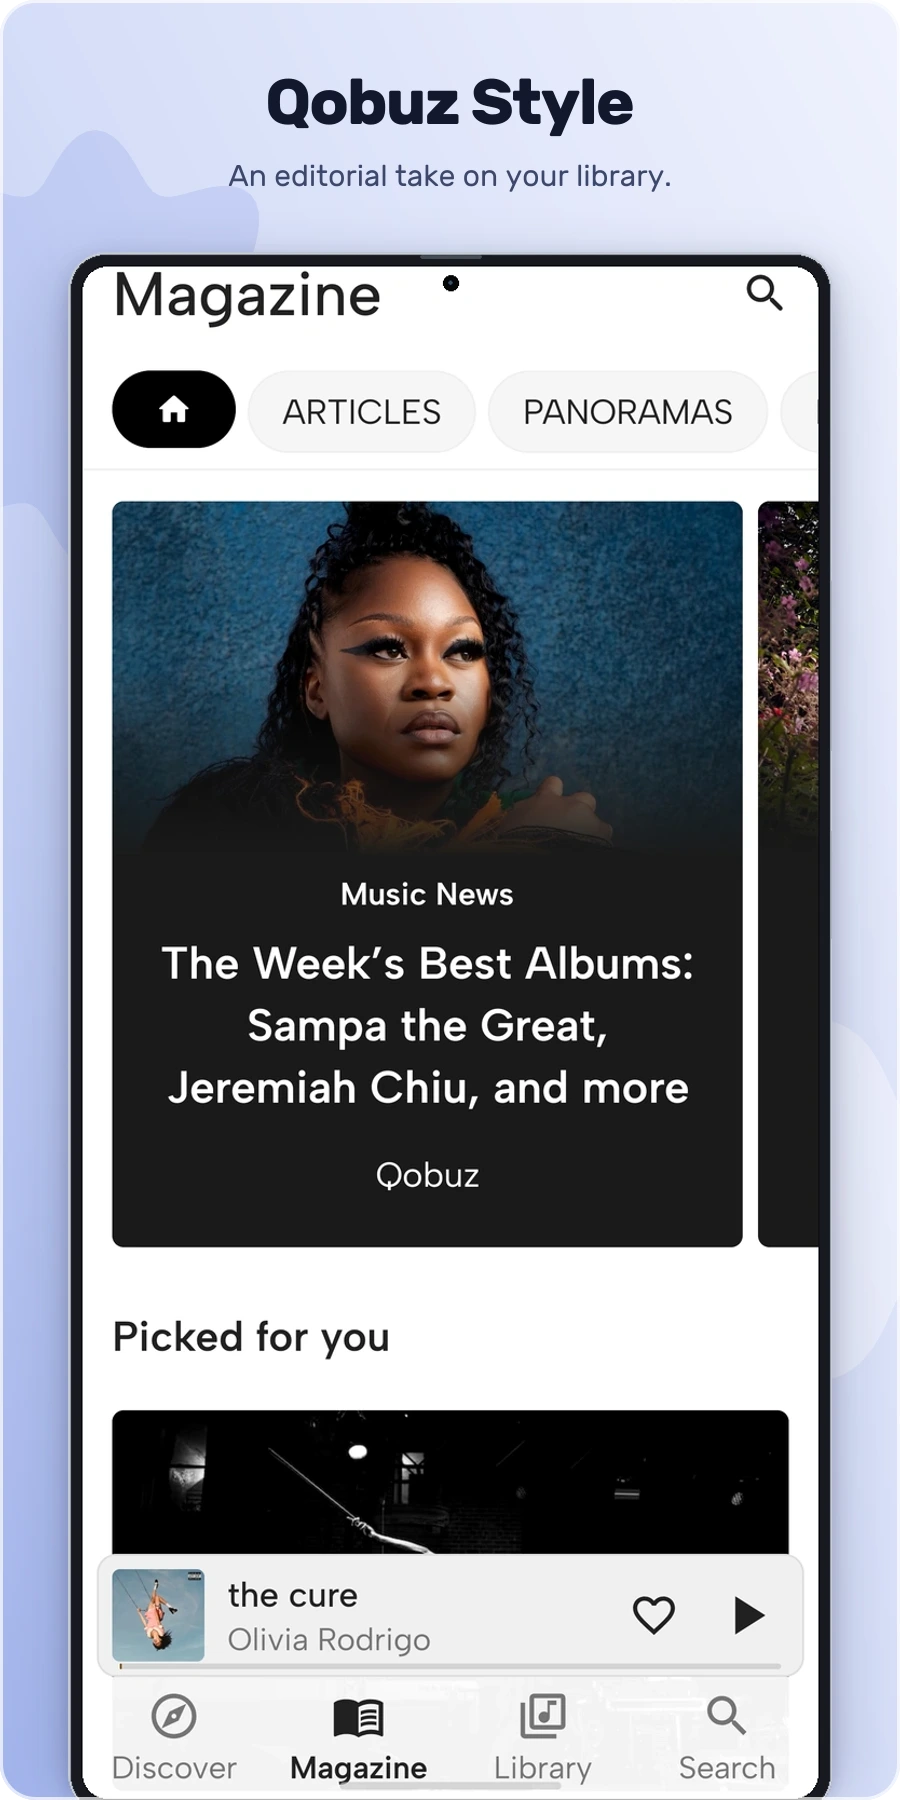 Qobuz Style
An editorial take on your library.
Magazine
ARTICLES
PANORAMAS
Music News
The Week’s Best Albums:
Sampa the Great,
Jeremiah Chiu, and more
Qobuz
Picked for you
the cure
Olivia Rodrigo
Discover
Magazine
Library
Search